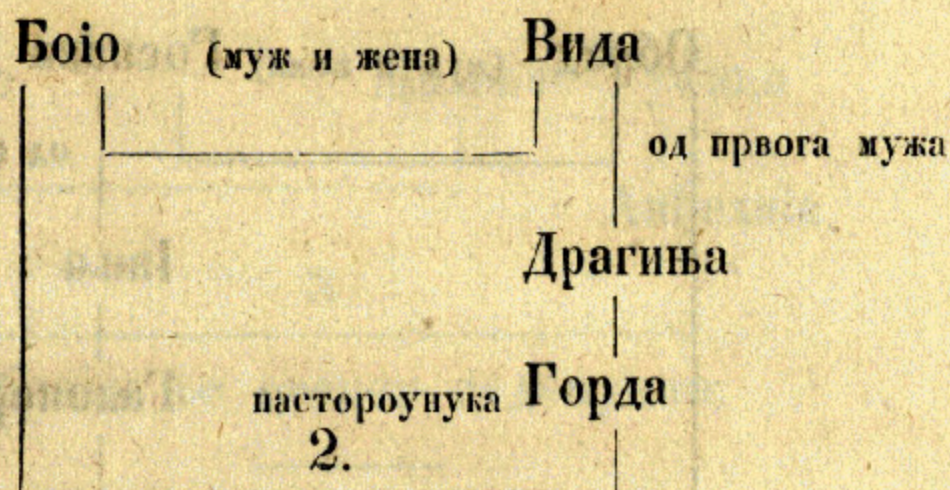 Боіо (муж и жена) Вида
од првога мужа
Драгиња
пастороунука Горда
2.